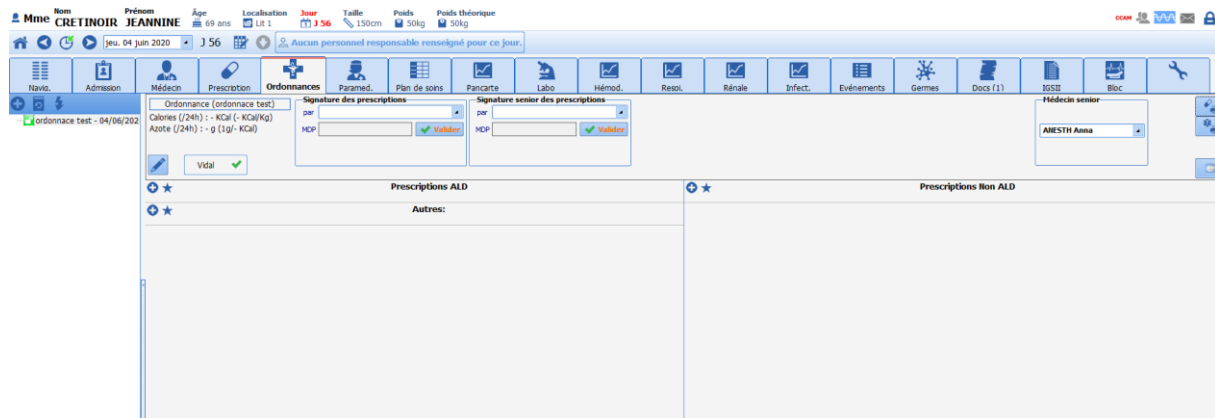 Nom Prénom Âge Localisation Jour Taille Poids Poids théorique
Mme CRETINOIR JEANNINE 69 ans Lit 1 J 56 150cm 50kg 50kg
CCAM
jeu. 04 juin 2020 J 56 Aucun personnel responsable renseigné pour ce jour.
Navig. Admission Médecin Prescription Ordonnances Paramed. Plan de soins Pancarte Labo Hémod. Respi. Rénale Infect. Evénements Germes Docs (1) IGSII Bloc
ordonnace test - 04/06/202
Ordonnance (ordonnace test)
Calories (/24h) : - KCal (- KCal/Kg)
Azote (/24h) : - g (1g/- KCal)
Vidal
Signature des prescriptions
par
MDP Valider
Signature senior des prescriptions
par
MDP Valider
Médecin senior
ANESTH Anna
Prescriptions ALD
Autres:
Prescriptions Non ALD